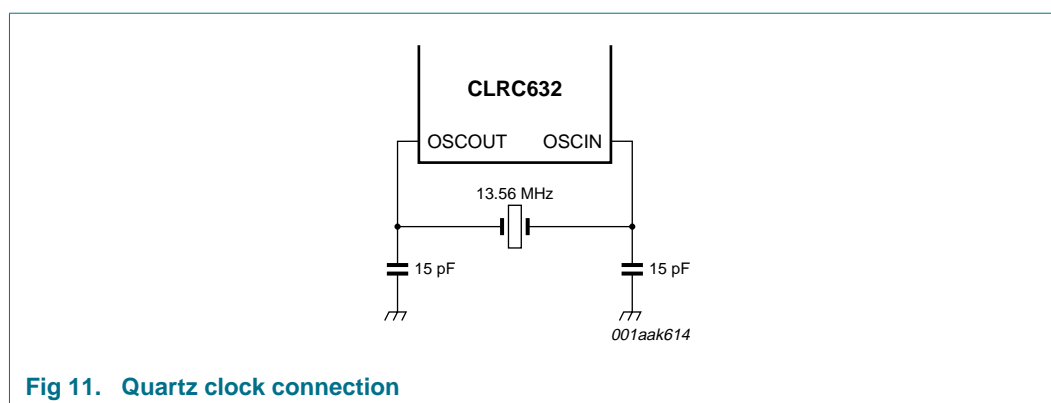 CLRC632
OSCOUT OSCIN
13.56 MHz
15 pF 15 pF
001aak614
Fig 11. Quartz clock connection